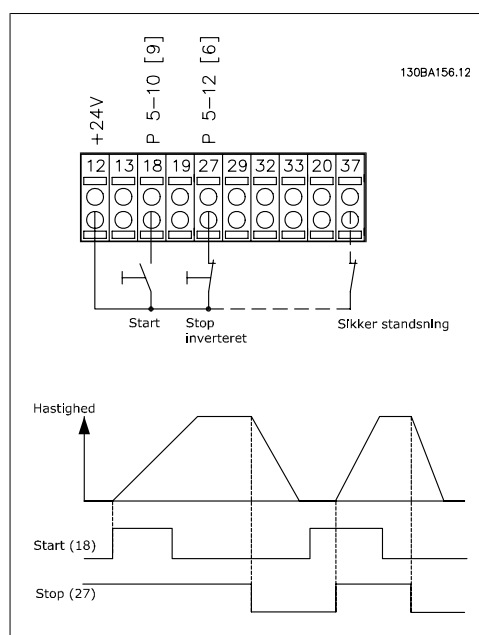 130BA156.12
+24V
P 5-10 [9]
P 5-12 [6]
12 13 18 19 27 29 32 33 20 37
Start
Stop
inverteret
Sikker standsning
Hastighed
Start (18)
Stop (27)